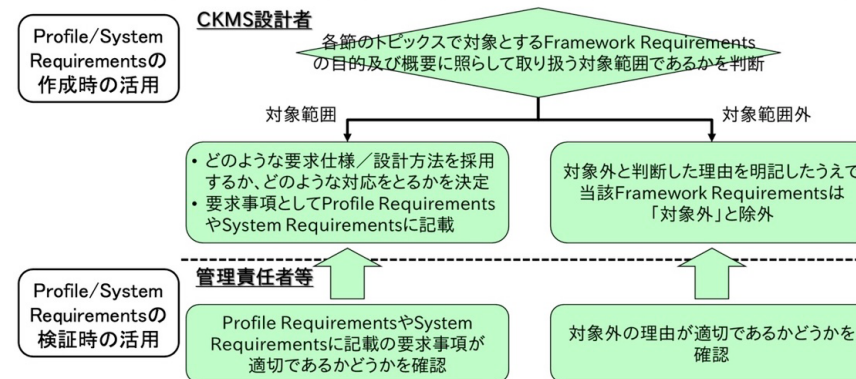 Profile/System
Requirementsの
作成時の活用
CKMS設計者
各節のトピックスで対象とするFramework Requirements
の目的及び概要に照らして取り扱う対象範囲であるかを判断
対象範囲
対象範囲外
• どのような要求仕様／設計方法を採用
するか、どのような対応をとるかを決定
• 要求事項としてProfile Requirements
やSystem Requirementsに記載
対象外と判断した理由を明記したうえで
当該Framework Requirementsは
「対象外」と除外
Profile/System
Requirementsの
検証時の活用
管理責任者等
Profile RequirementsやSystem
Requirementsに記載の要求事項が
適切であるかどうかを確認
対象外の理由が適切であるかどうかを
確認